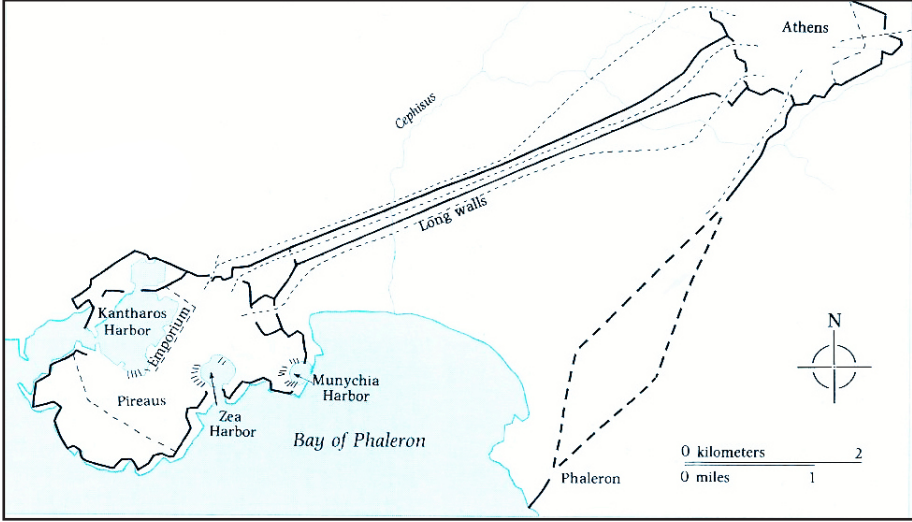 Athens
Cephisus
Long walls
Kantharos
Harbor
Emporium
Pireaus
Zea
Harbor
Munychia
Harbor
Bay of Phaleron
Phaleron
N
0 kilometers 2
0 miles 1